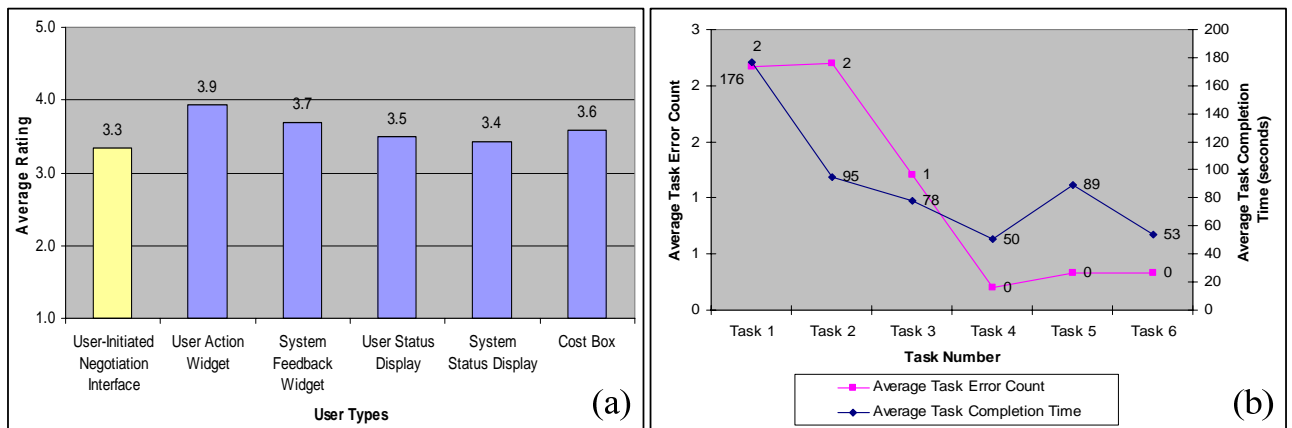 5.0
4.0
3.0
2.0
1.0
Average Rating
3.3
3.9
3.7
3.5
3.4
3.6
User-Initiated
Negotiation
Interface
User Action
Widget
System
Feedback
Widget
User Status
Display
System
Status Display
Cost Box
User Types
(a)
3
2
2
1
1
0
Average Task Error Count
200
180
160
140
120
100
80
60
40
20
0
Average Task Completion
Time (seconds)
2
176
2
95
1
78
50
0
89
0
53
0
Task 1
Task 2
Task 3
Task 4
Task 5
Task 6
Task Number
Average Task Error Count
Average Task Completion Time
(b)